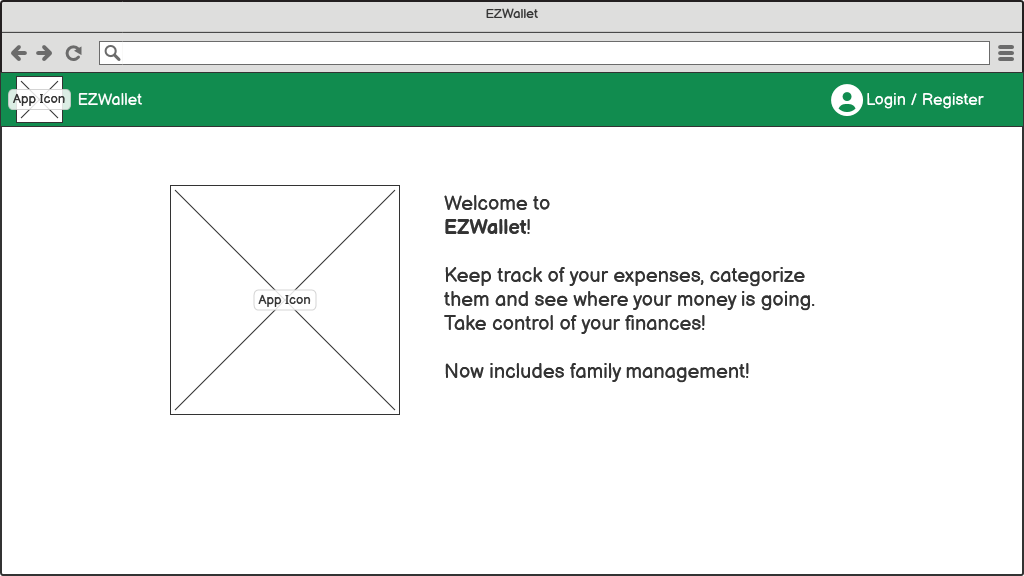 EZWallet
App Icon
EZWallet
Login / Register
App Icon
Welcome to
EZWallet!
Keep track of your expenses, categorize
them and see where your money is going.
Take control of your finances!
Now includes family management!